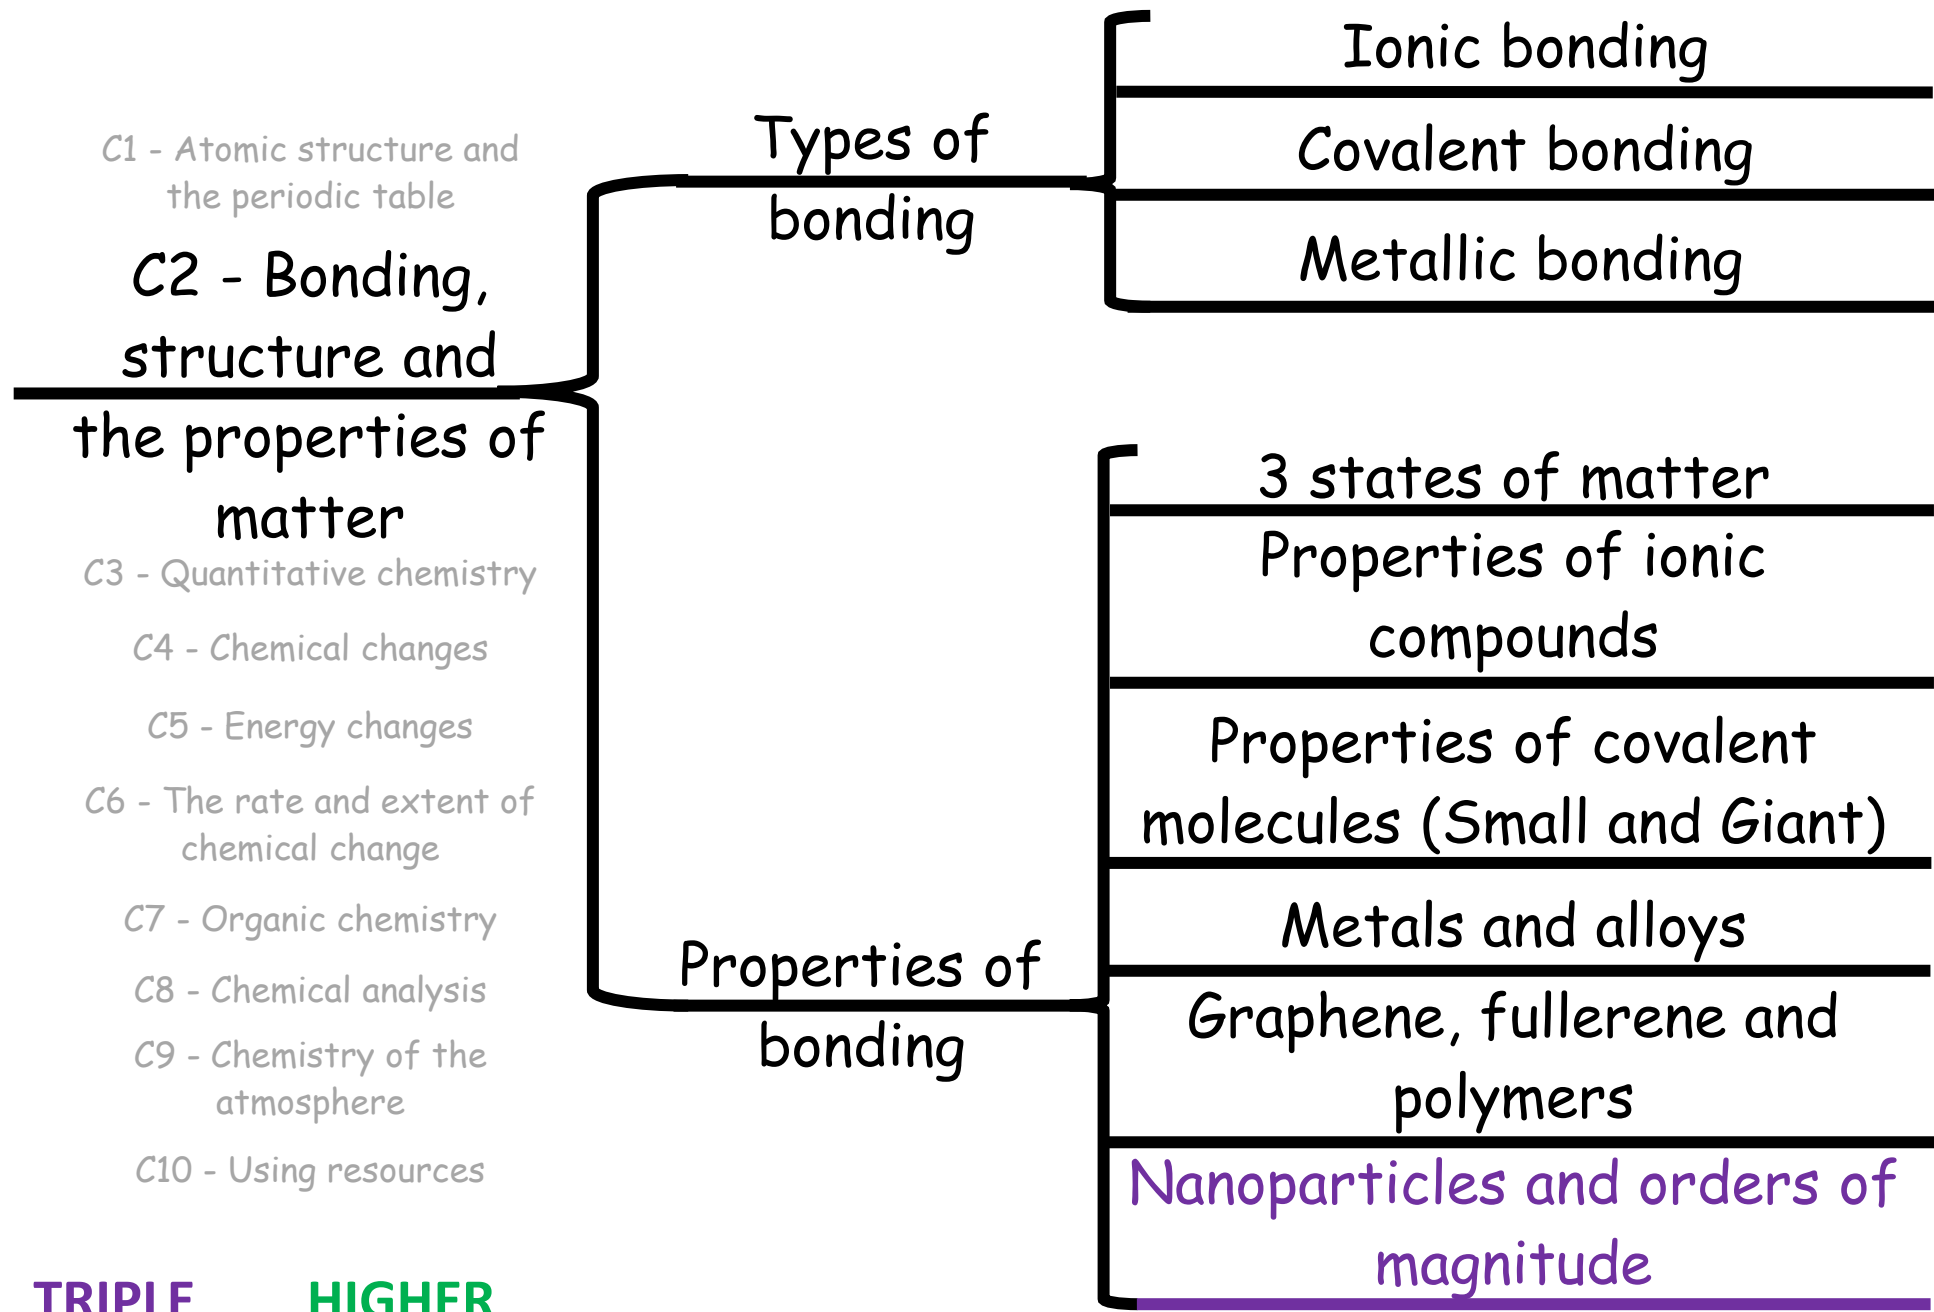 C1 - Atomic structure and
the periodic table
C2 - Bonding,
structure and
the properties of
matter
C3 - Quantitative chemistry
C4 - Chemical changes
C5 - Energy changes
C6 - The rate and extent of
chemical change
C7 - Organic chemistry
C8 - Chemical analysis
C9 - Chemistry of the
atmosphere
C10 - Using resources
TRIPLE
HIGHER
Types of
bonding
Ionic bonding
Covalent bonding
Metallic bonding
Properties of
bonding
3 states of matter
Properties of ionic
compounds
Properties of covalent
molecules (Small and Giant)
Metals and alloys
Graphene, fullerene and
polymers
Nanoparticles and orders of
magnitude